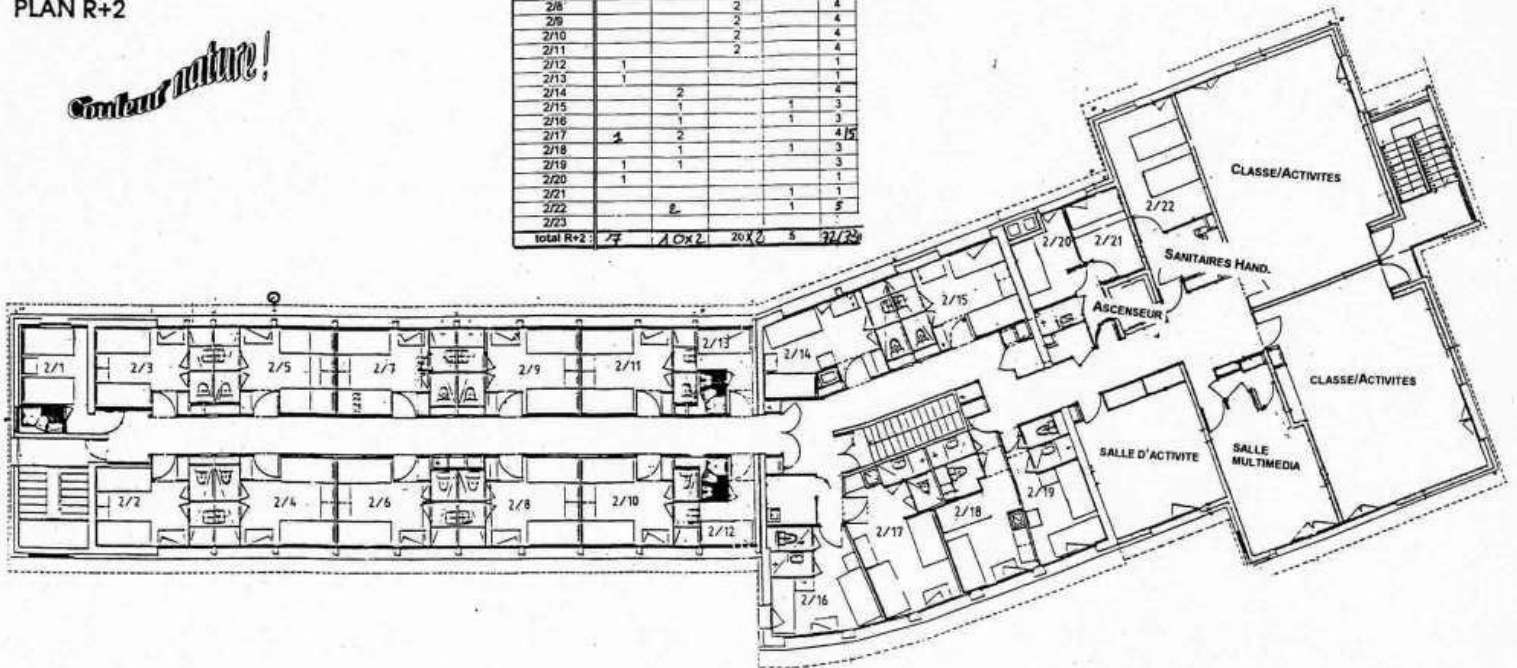 PLAN R+2
Couleur nature !
2/8 2 4
2/9 2 4
2/10 2 4
2/11 2 4
2/12 1 1
2/13 1 1
2/14 2 4
2/15 1 1 3
2/16 1 1 3
2/17 1 2 4/5
2/18 1 1 3
2/19 1 1 3
2/20 1 1
2/21 1 1
2/22 2 1 5
2/23
total R+2 : 10x2 20x2 5
CLASSE/ACTIVITES
2/22
2/20
2/21
SANITAIRES HAND.
2/15
ASCENSEUR
2/14
2/13
2/1
2/3
2/5
2/7
2/9
2/11
CLASSE/ACTIVITES
SALLE D'ACTIVITE
SALLE
MULTIMEDIA
2/2
2/4
2/6
2/8
2/10
2/12
2/16
2/17
2/18
2/19